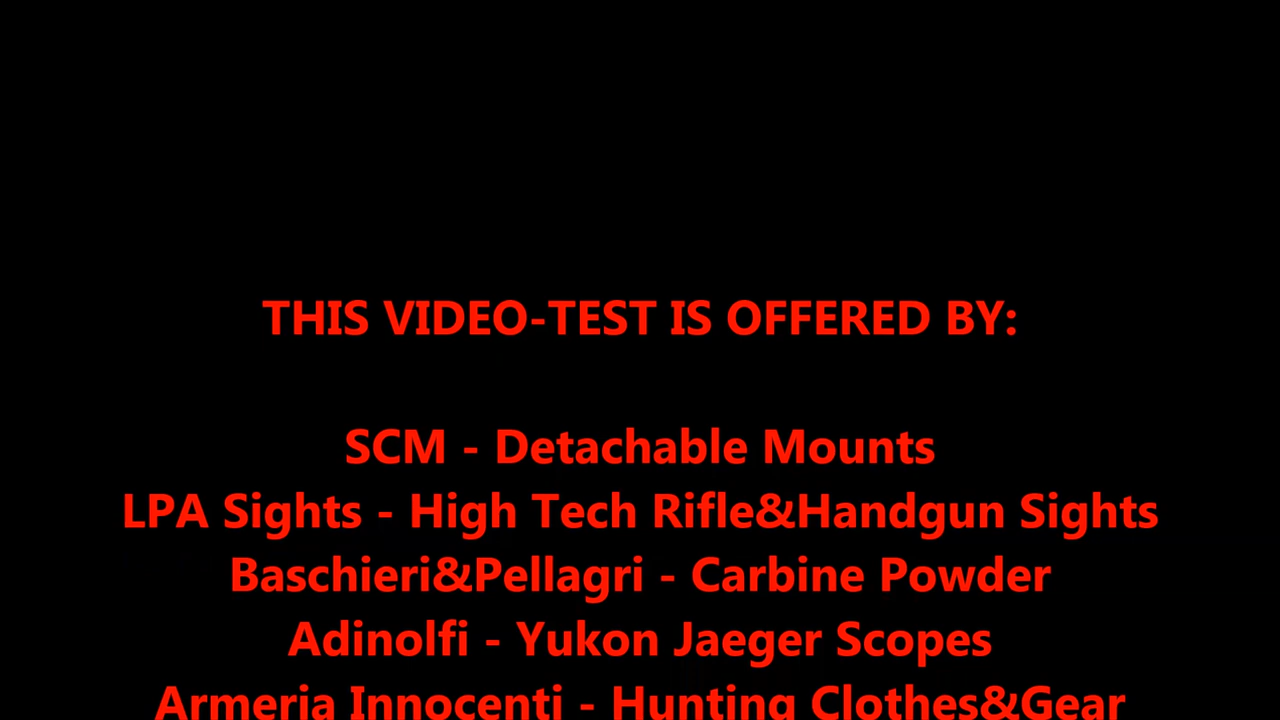 THIS VIDEO-TEST IS OFFERED BY:
SCM - Detachable Mounts
LPA Sights - High Tech Rifle&Handgun Sights
Baschieri&Pellagri - Carbine Powder
Adinolfi - Yukon Jaeger Scopes
Armeria Innocenti - Hunting Clothes&Gear